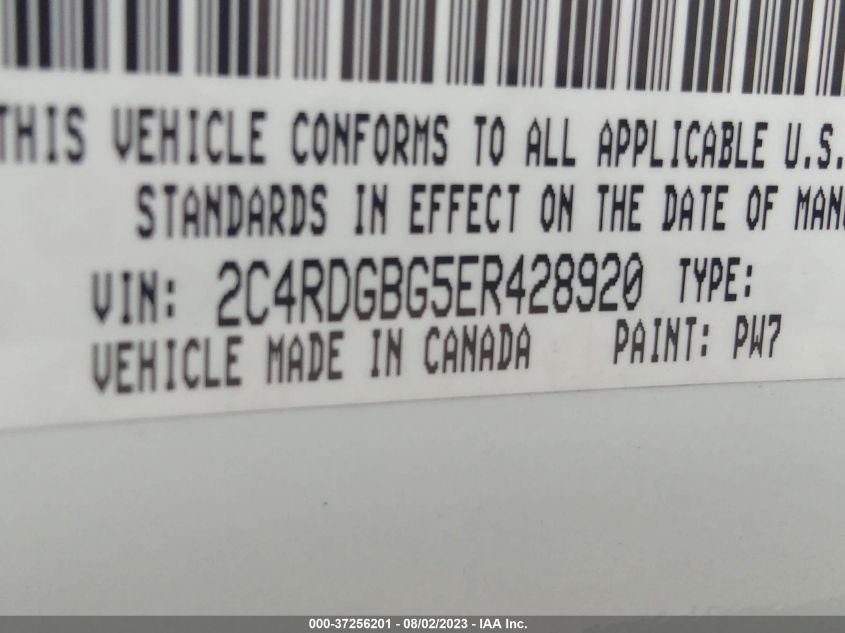 THIS VEHICLE CONFORMS TO ALL APPLICABLE U.S.
STANDARDS IN EFFECT ON THE DATE OF
VIN: 2C4RDGBG5ER428920 TYPE:
VEHICLE MADE IN CANADA PAINT: PW7
000-37256201 - 08/02/2023 - IAA Inc.